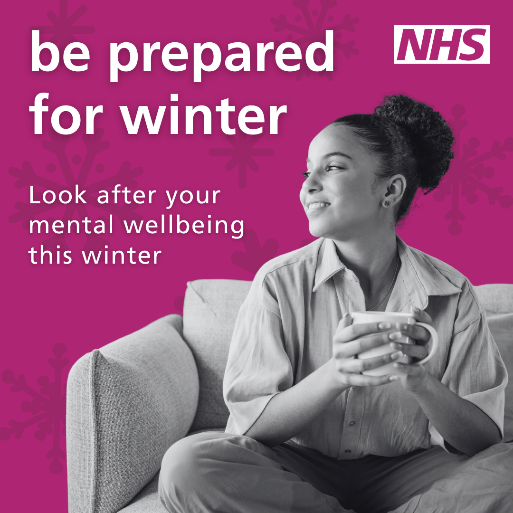 be prepared
for winter
NHS
Look after your
mental wellbeing
this winter